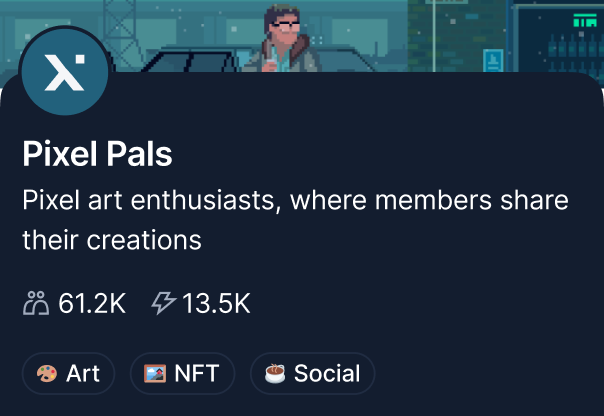 Pixel Pals
Pixel art enthusiasts, where members share
their creations
61.2K 13.5K
Art NFT Social